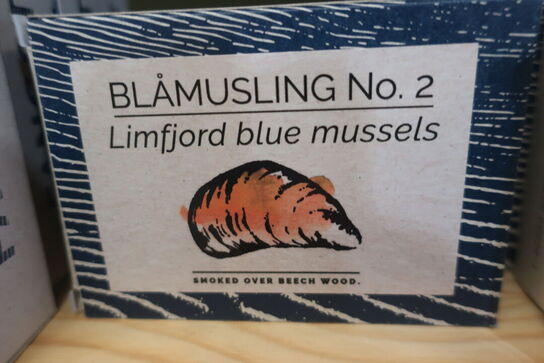 BLÅMUSLING No. 2
Limfjord blue mussels
SMOKED OVER BEECH WOOD.